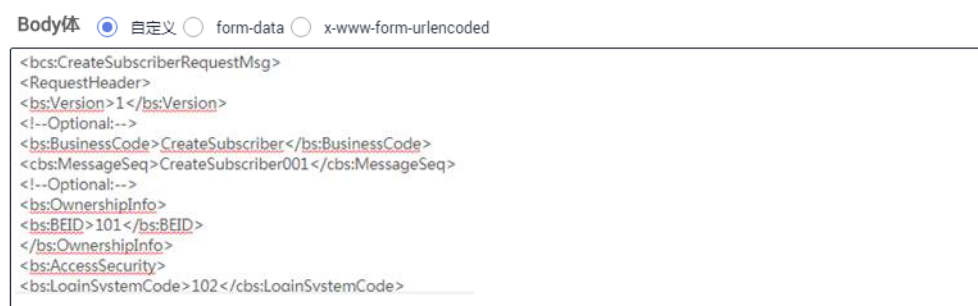 Body体 自定义 form-data x-www-form-urlencoded
<bcs:CreateSubscriberRequestMsg>
<RequestHeader>
<bs:Version>1</bs:Version>
<!--Optional:-->
<bs:BusinessCode>CreateSubscriber</bs:BusinessCode>
<cbs:MessageSeq>CreateSubscriber001</cbs:MessageSeq>
<!--Optional:-->
<bs:OwnershipInfo>
<bs:BEID>101</bs:BEID>
</bs:OwnershipInfo>
<bs:AccessSecurity>
<bs:LoginSystemCode>102</cbs:LoginSystemCode>